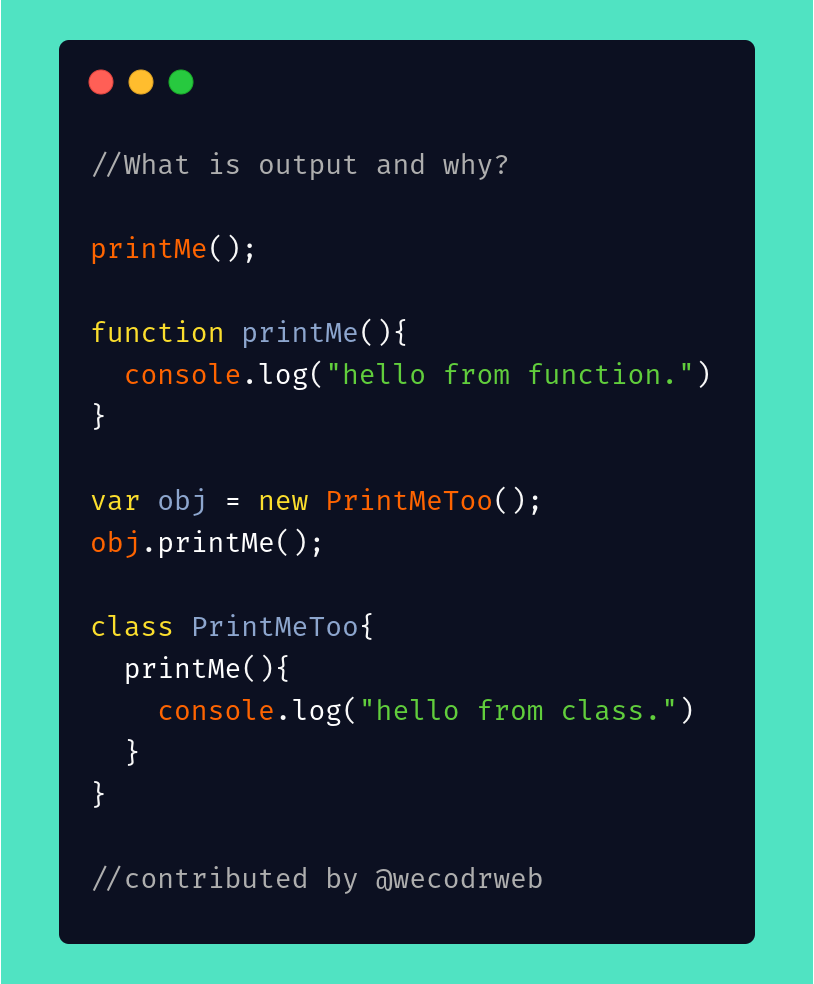 //What is output and why?
printMe();
function printMe(){
  console.log("hello from function.")
}
var obj = new PrintMeToo();
obj.printMe();
class PrintMeToo{
  printMe(){
    console.log("hello from class.")
  }
}
//contributed by @wecodrweb